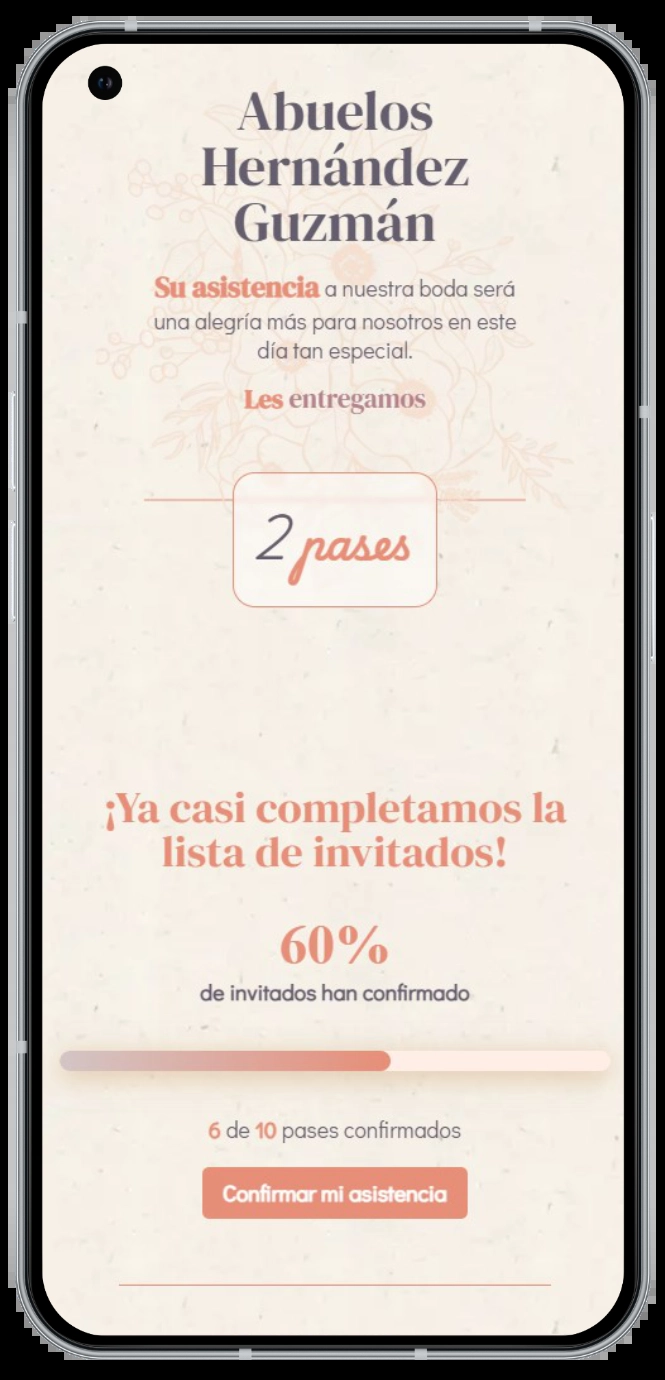 Abuelos
Hernández
Guzmán
Su asistencia a nuestra boda será
una alegría más para nosotros en este
día tan especial.
Les entregamos
2 pases
¡Ya casi completamos la
lista de invitados!
60%
de invitados han confirmado
6 de 10 pases confirmados
Confirmar mi asistencia